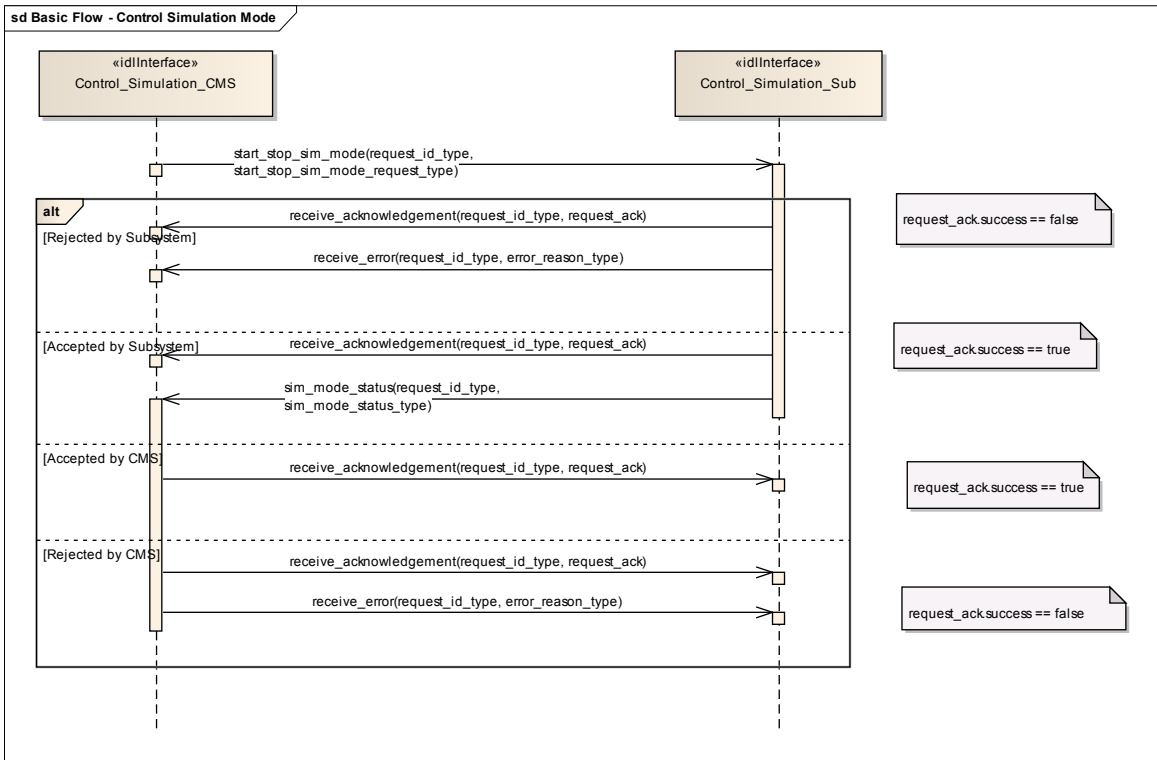 sd Basic Flow - Control Simulation Mode
«idlInterface»
Control_Simulation_CMS
«idlInterface»
Control_Simulation_Sub
start_stop_sim_mode(request_id_type,
start_stop_sim_mode_request_type)
alt
receive_acknowledgement(request_id_type, request_ack)
request_ack.success == false
[Rejected by Subsystem]
receive_error(request_id_type, error_reason_type)
[Accepted by Subsystem]
receive_acknowledgement(request_id_type, request_ack)
request_ack.success == true
sim_mode_status(request_id_type,
sim_mode_status_type)
[Accepted by CMS]
receive_acknowledgement(request_id_type, request_ack)
request_ack.success == true
[Rejected by CMS]
receive_acknowledgement(request_id_type, request_ack)
receive_error(request_id_type, error_reason_type)
request_ack.success == false